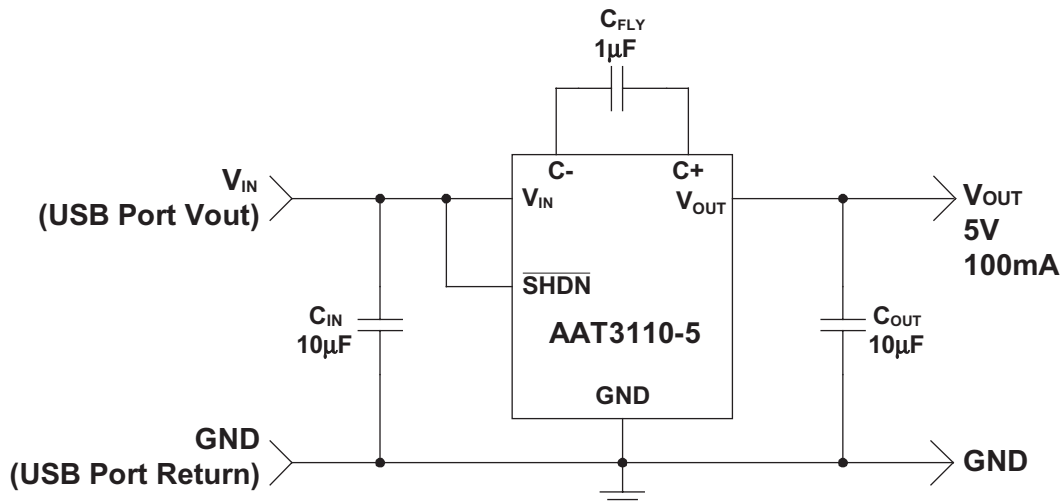 CFLY
1µF
C-
C+
VIN
(USB Port Vout)
VIN
VOUT
VOUT
5V
100mA
SHDN
CIN
10µF
AAT3110-5
COUT
10µF
GND
GND
(USB Port Return)
GND